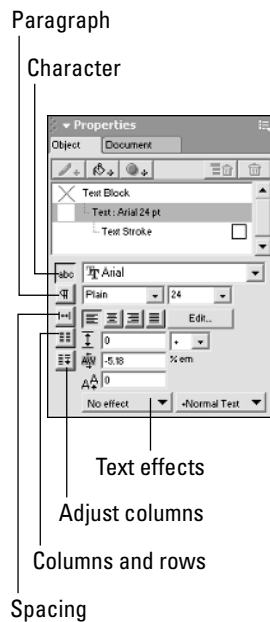 Paragraph
Character
Properties
Object Document
Text Block
Text : Arial 24 pt
Text Stroke
abc Arial
Plain 24
Edit...
0 +
-5.18 % em
0
No effect +Normal Text
Text effects
Adjust columns
Columns and rows
Spacing